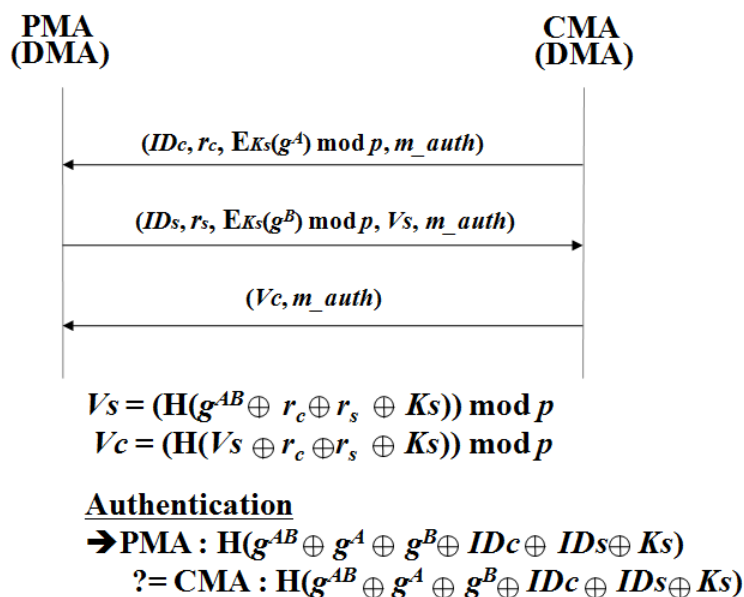 PMA CMA
(DMA) (DMA)
(IDc, rc, EKs(g^A) mod p, m_auth)
(IDs, rs, EKs(g^B) mod p, Vs, m_auth)
(Vc, m_auth)
Vs = (H(g^AB ⊕ rc ⊕ rs ⊕ Ks)) mod p
Vc = (H(Vs ⊕ rc ⊕ rs ⊕ Ks)) mod p
Authentication
➔PMA : H(g^AB ⊕ g^A ⊕ g^B ⊕ IDc ⊕ IDs ⊕ Ks)
?= CMA : H(g^AB ⊕ g^A ⊕ g^B ⊕ IDc ⊕ IDs ⊕ Ks)